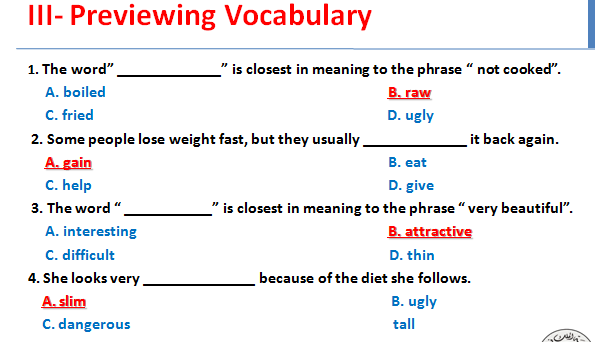 III- Previewing Vocabulary
1. The word” ______________” is closest in meaning to the phrase “ not cooked”.
A. boiled B. raw
C. fried D. ugly
2. Some people lose weight fast, but they usually ______________ it back again.
A. gain B. eat
C. help D. give
3. The word “ ____________” is closest in meaning to the phrase “ very beautiful”.
A. interesting B. attractive
C. difficult D. thin
4. She looks very ______________ because of the diet she follows.
A. slim B. ugly
C. dangerous tall